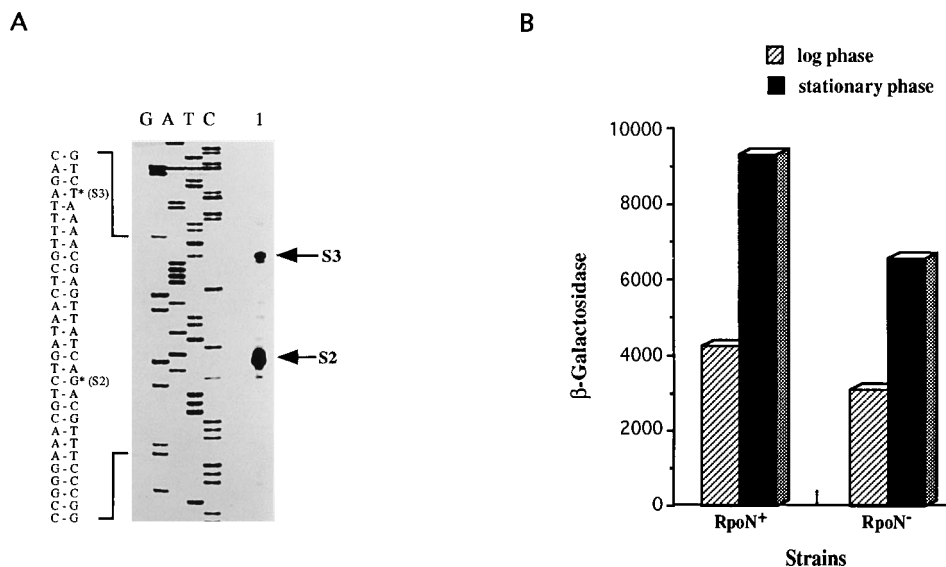 A
G A T C 1
C - G
A - T
G - C
A - T* (S3)
T - A
T - A
T - A
T - A
G - C
C - G
T - A
C - G
A - T
A - T
T - A
A - T
G - C
T - A
C - G* (S2)
T - A
G - C
C - G
A - T
A - T
G - C
G - C
G - C
C - G
C - G
S3
S2
B
log phase
stationary phase
10000
8000
6000
4000
2000
0
β-Galactosidase
RpoN+
RpoN-
Strains